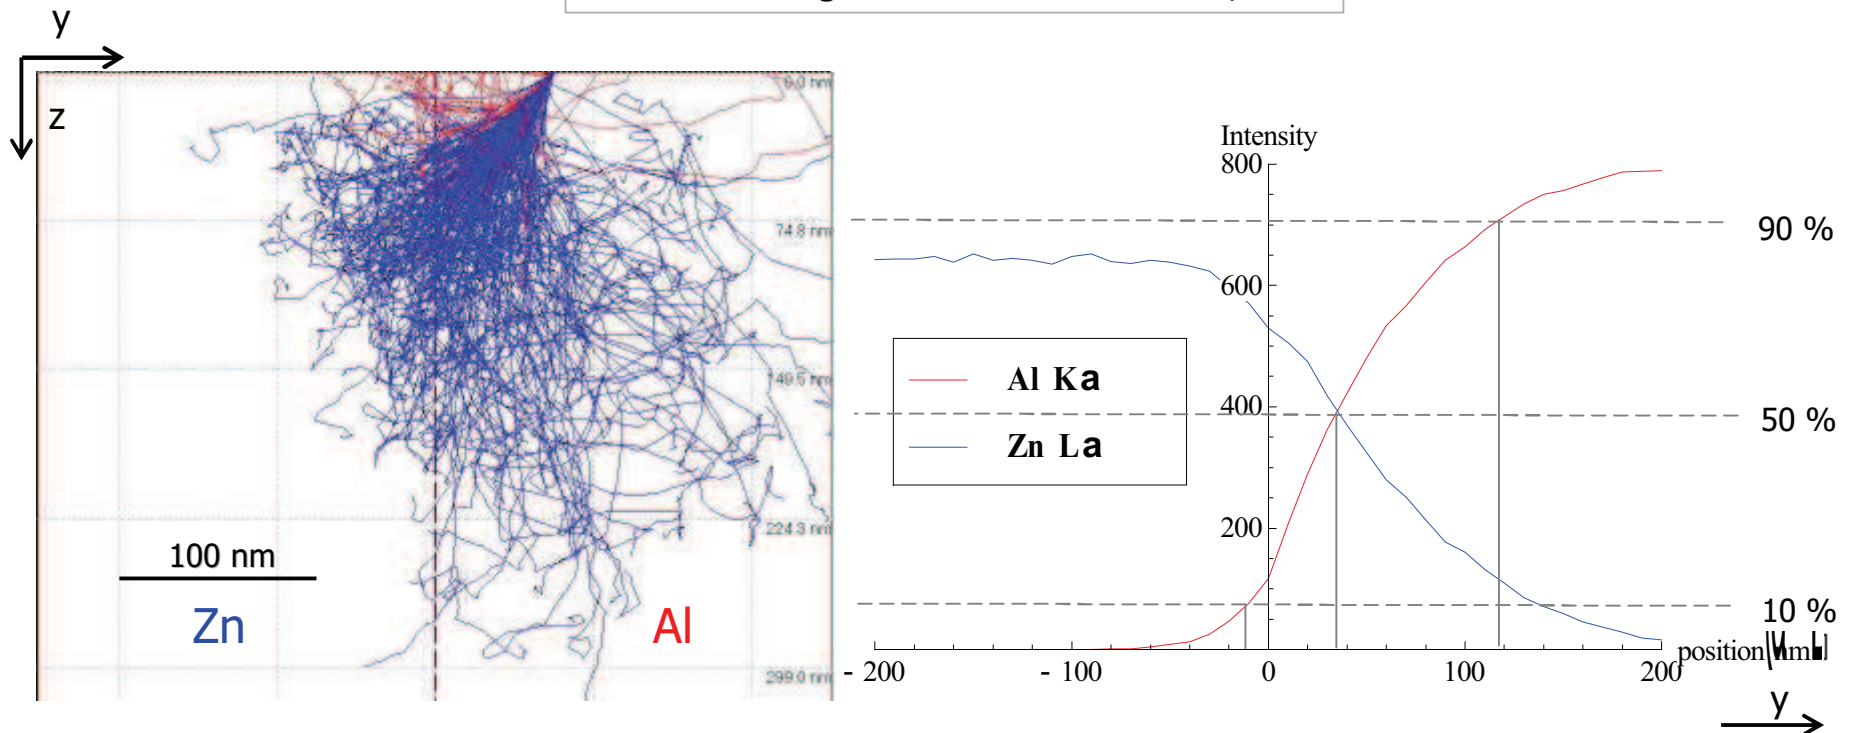 y
z
0.0 nm
74.8 nm
149.5 nm
224.3 nm
299.0 nm
100 nm
Zn
Al
Intensity
800
600
400
200
90 %
50 %
10 %
Al Ka
Zn La
- 200
- 100
0
100
200
position
y